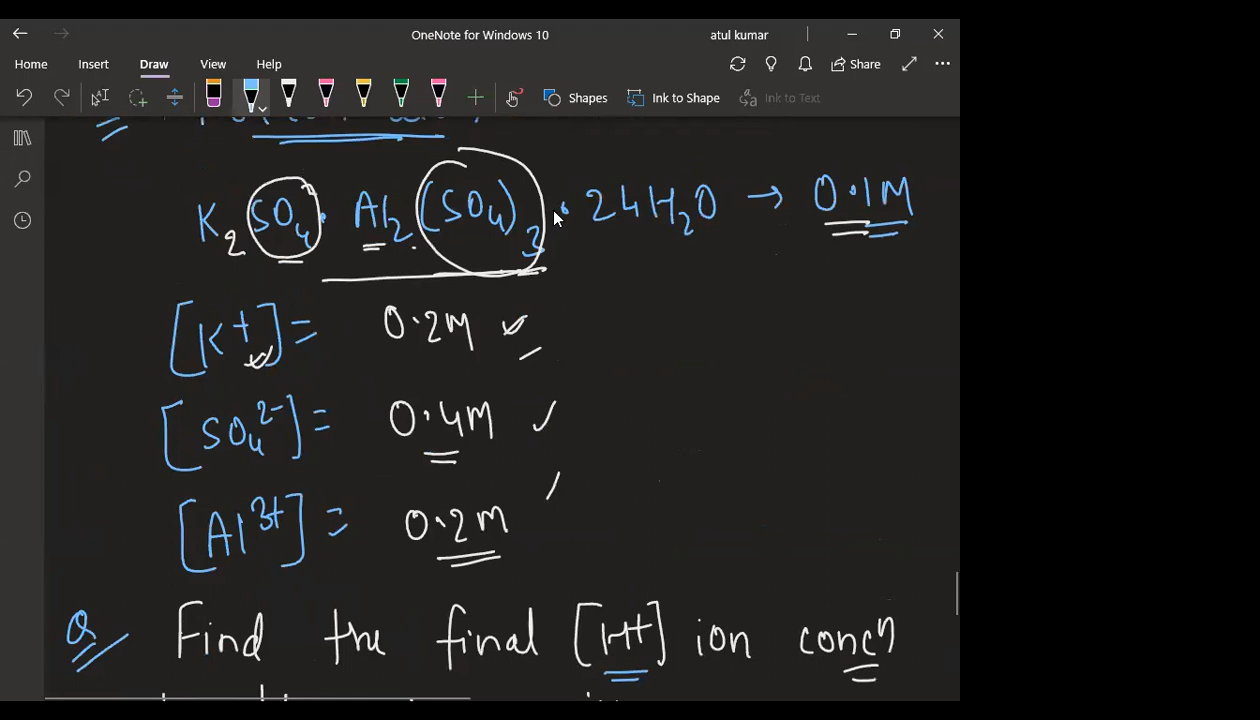 OneNote for Windows 10
atul kumar
Home Insert Draw View Help
Share
Shapes Ink to Shape Ink to Text
K2SO4 · Al2(SO4)3 · 24H2O → 0.1M
[K+] = 0.2M
[SO4 2-] = 0.4M
[Al3+] = 0.2M
Q Find the final [H+] ion concn